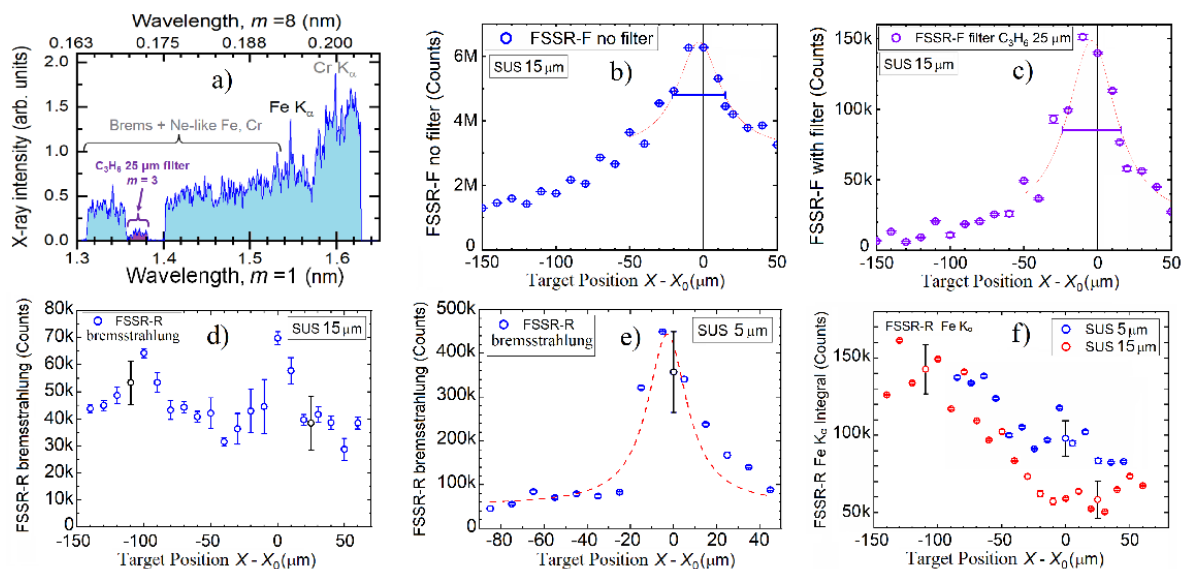 Wavelength, m = 8 (nm)
0.163 0.175 0.188 0.200
a)
Cr Kα
Fe Kα
Brems + Ne-like Fe, Cr
C₃H₆ 25 μm filter
m = 3
X-ray intensity (arb. units)
2.0
1.5
1.0
0.5
0.0
1.3 1.4 1.5 1.6
Wavelength, m = 1 (nm)
FSSR-F no filter
SUS 15 μm
b)
FSSR-F no filter (Counts)
6M
4M
2M
0
-150 -100 -50 0 50
Target Position X - X₀(μm)
FSSR-F filter C₃H₆ 25 μm
SUS 15 μm
c)
FSSR-F with filter (Counts)
150k
100k
50k
0
-150 -100 -50 0 50
Target Position X - X₀(μm)
FSSR-R
bremsstrahlung
d)
SUS 15 μm
FSSR-R bremsstrahlung (Counts)
80k
70k
60k
50k
40k
30k
20k
10k
0
-150 -100 -50 0 50
Target Position X - X₀(μm)
FSSR-R
bremsstrahlung
e)
SUS 5 μm
FSSR-R bremsstrahlung (Counts)
500k
400k
300k
200k
100k
0
-80 -60 -40 -20 0 20 40
Target Position X - X₀(μm)
FSSR-R Fe Kα
f)
SUS 5 μm
SUS 15 μm
FSSR-R Fe Kα Integral (Counts)
150k
100k
50k
-150 -100 -50 0 50
Target Position X - X₀(μm)